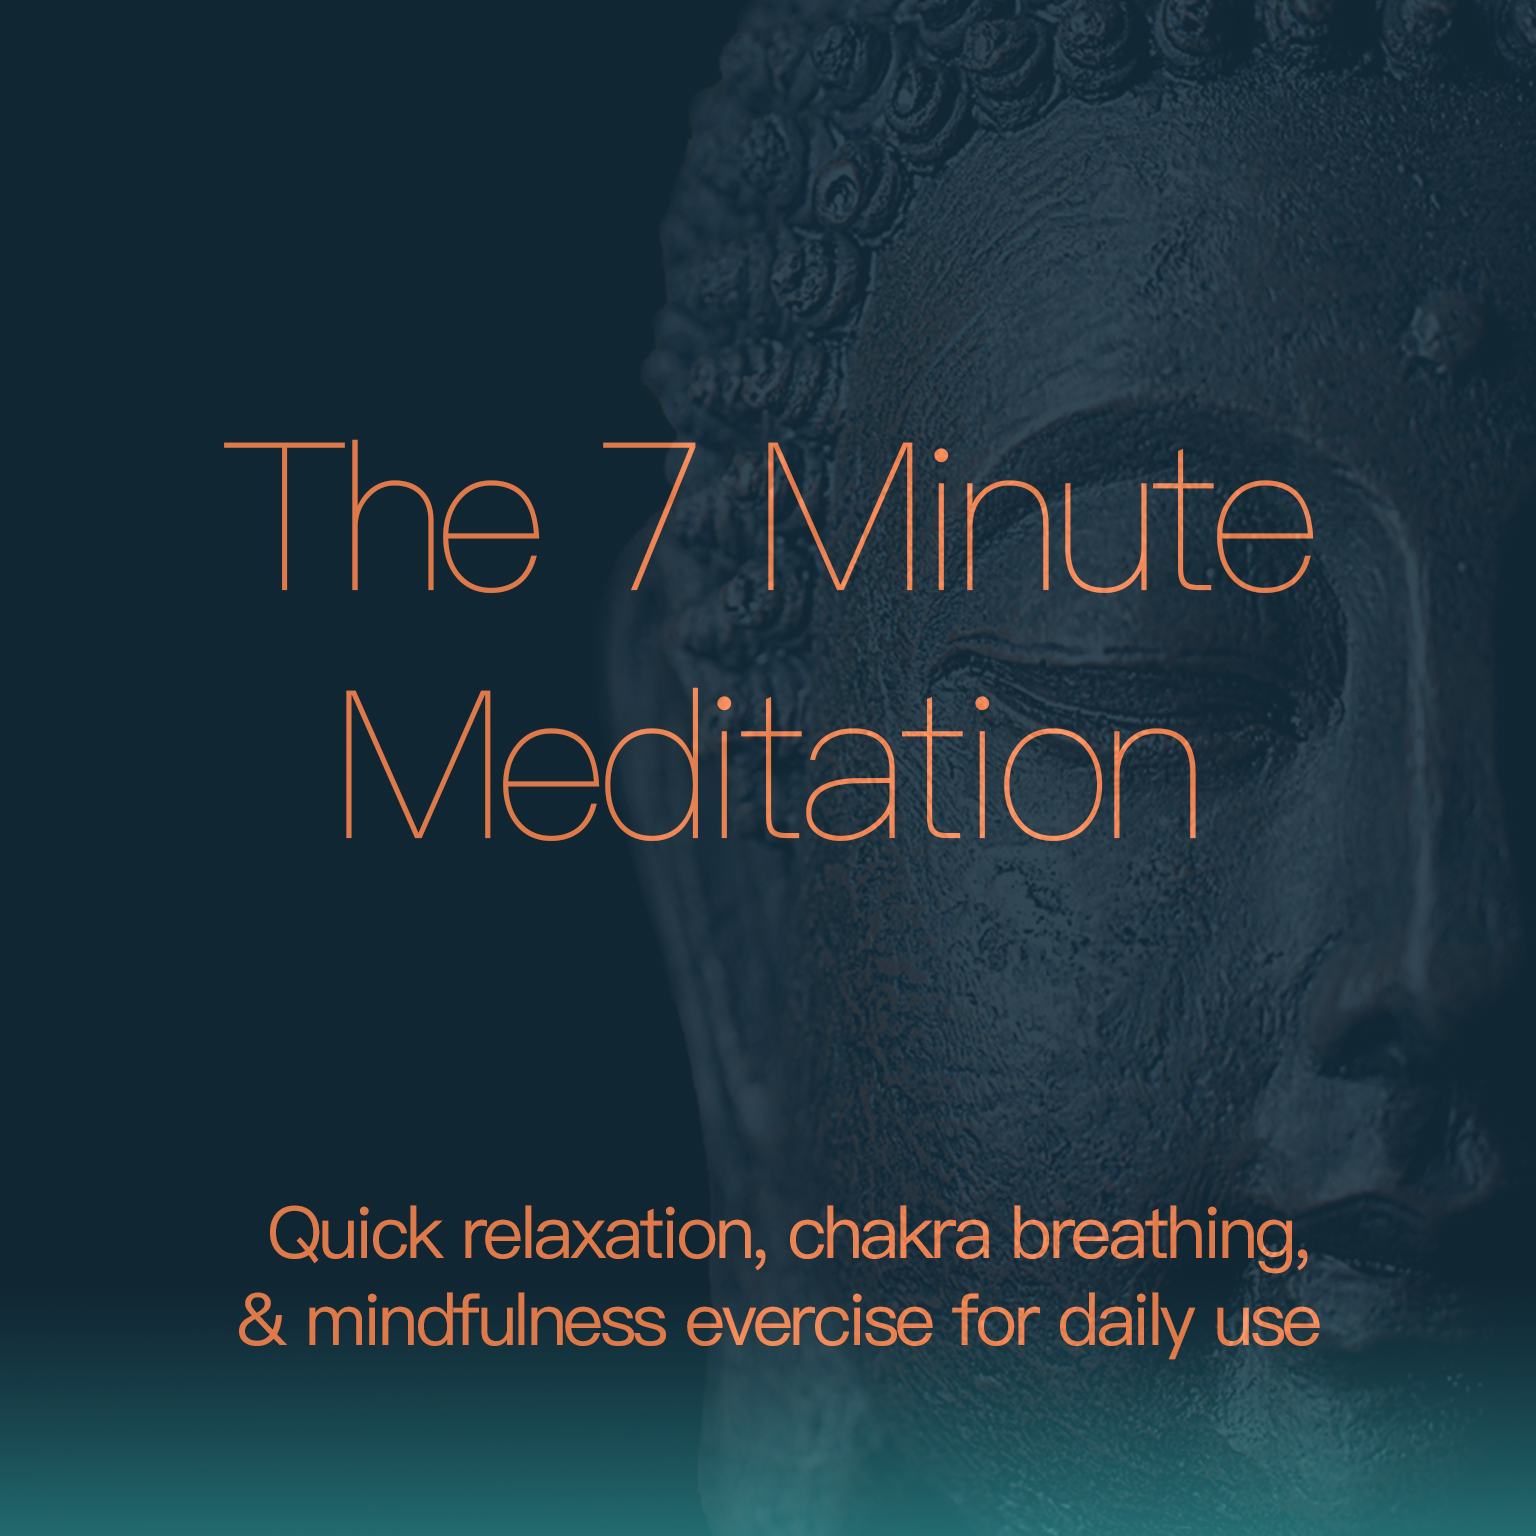 The 7 Minute
Meditation
Quick relaxation, chakra breathing,
& mindfulness evercise for daily use